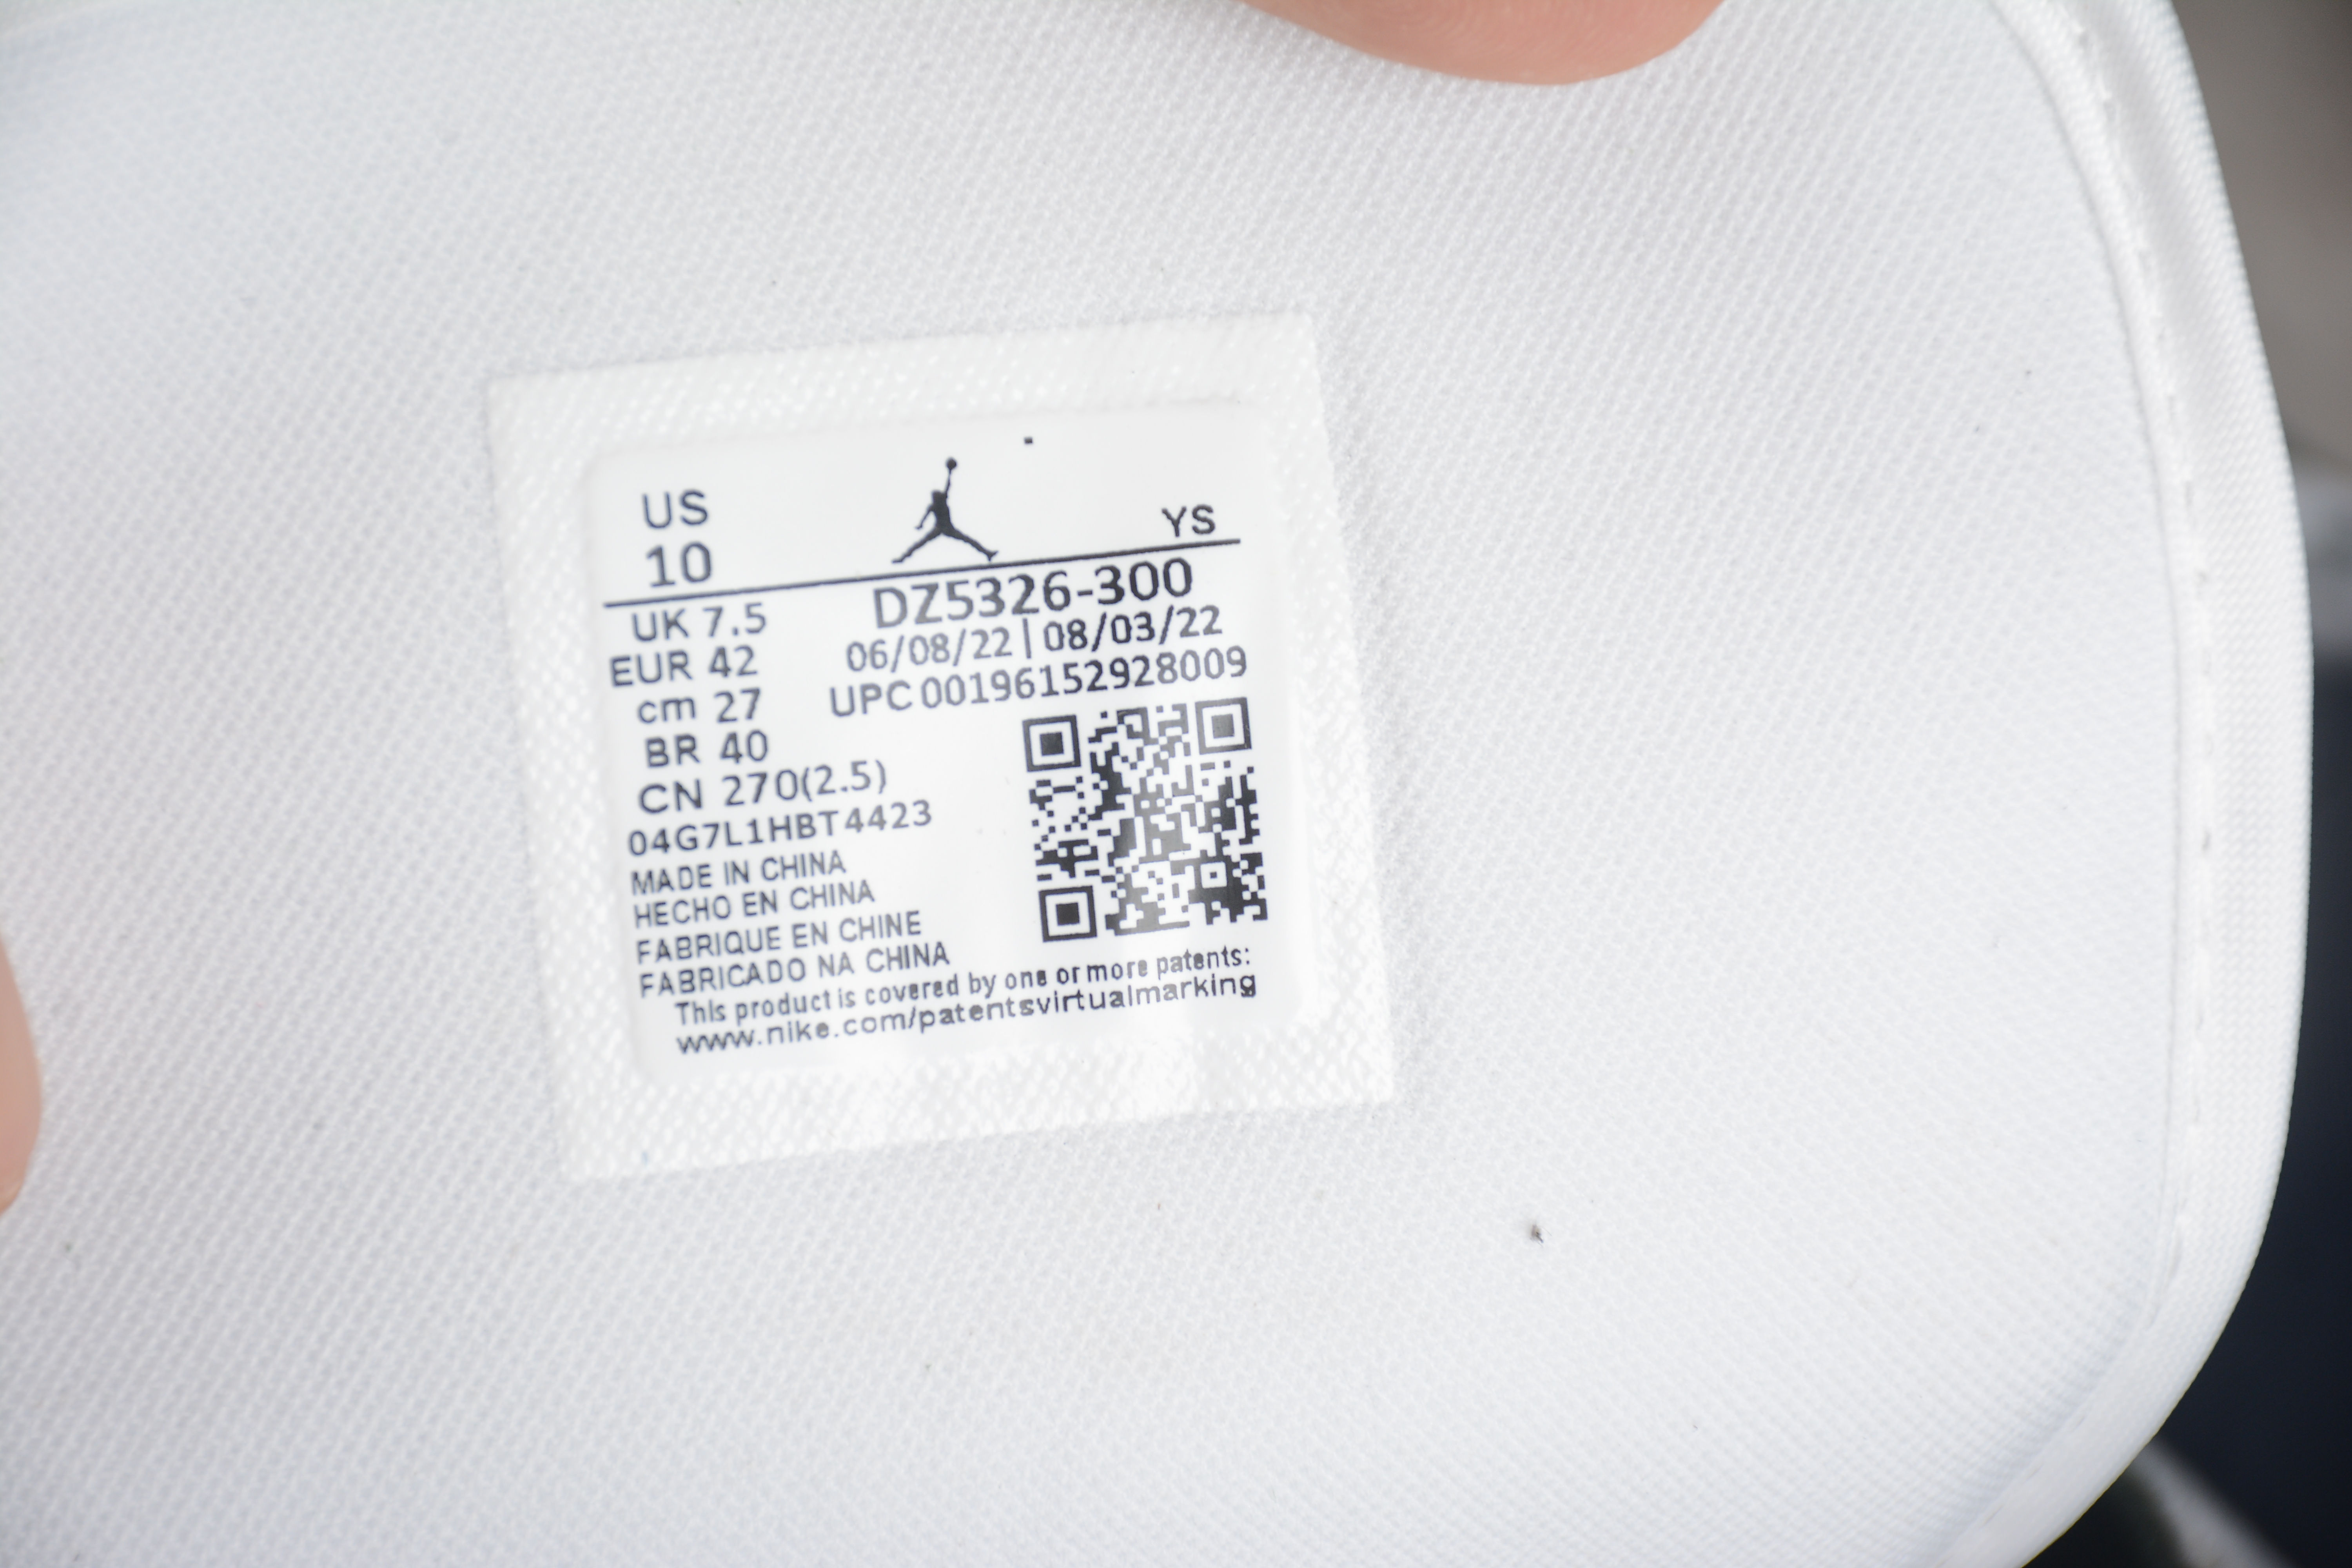 US
10
YS
UK 7.5
EUR 42
cm 27
BR 40
CN 270(2.5)
04G7L1HBT4423
DZ5326-300
06/08/22 | 08/03/22
UPC 00196152928009
MADE IN CHINA
HECHO EN CHINA
FABRIQUE EN CHINE
FABRICADO NA CHINA
This product is covered by one or more patents:
www.nike.com/patentsvirtualmarking